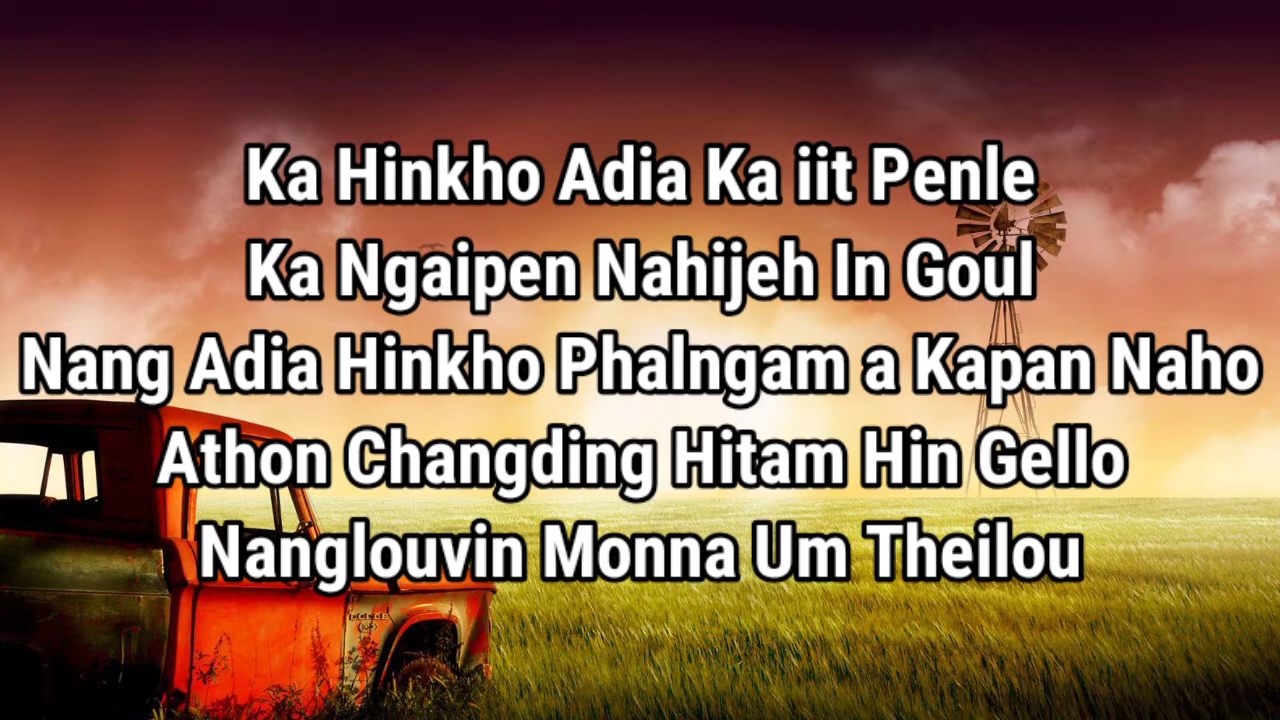 Ka Hinkho Adia Ka iit Penle
Ka Ngaipen Nahijeh In Goul
Nang Adia Hinkho Phalngam a Kapan Naho
Athon Changding Hitam Hin Gello
Nanglouvin Monna Um Theilou
DODGE